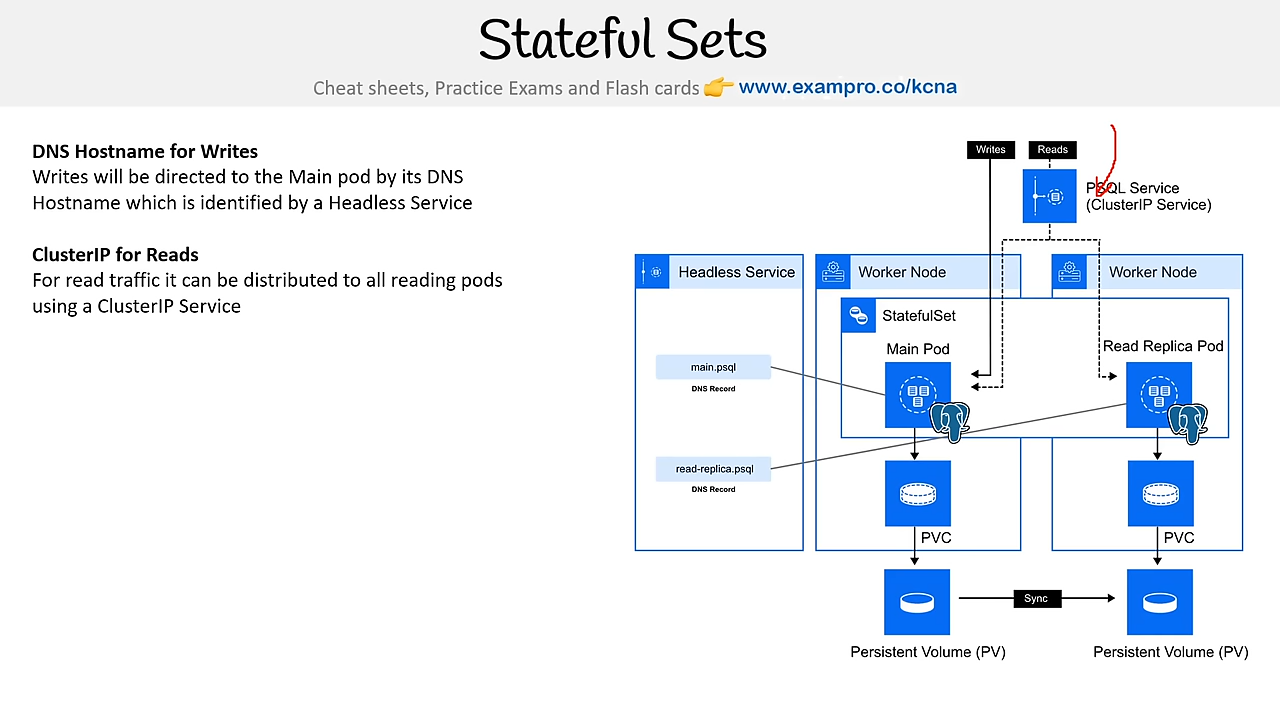 Stateful Sets
Cheat sheets, Practice Exams and Flash cards 👉 www.exampro.co/kcna
DNS Hostname for Writes
Writes will be directed to the Main pod by its DNS
Hostname which is identified by a Headless Service
ClusterIP for Reads
For read traffic it can be distributed to all reading pods
using a ClusterIP Service
Writes
Reads
PSQL Service
(ClusterIP Service)
Headless Service
Worker Node
Worker Node
StatefulSet
Main Pod
Read Replica Pod
main.psql
DNS Record
read-replica.psql
DNS Record
PVC
PVC
Sync
Persistent Volume (PV)
Persistent Volume (PV)